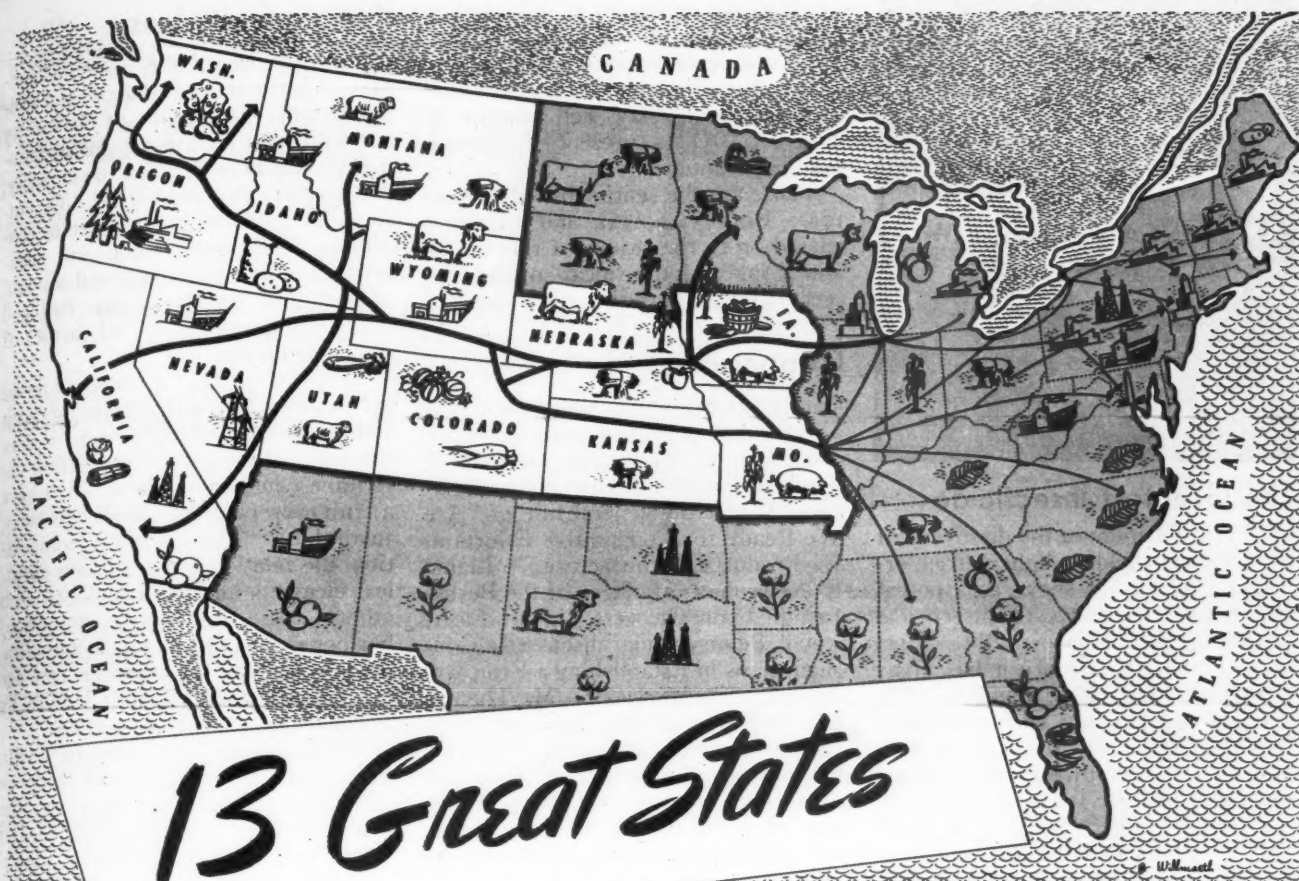 CANADA
WASH.
MONTANA
OREGON
IDAHO
WYOMING
NEBRASKA
IA.
CALIFORNIA
NEVADA
UTAH
COLORADO
KANSAS
MO.
PACIFIC OCEAN
ATLANTIC OCEAN
13 Great States
Willmarth